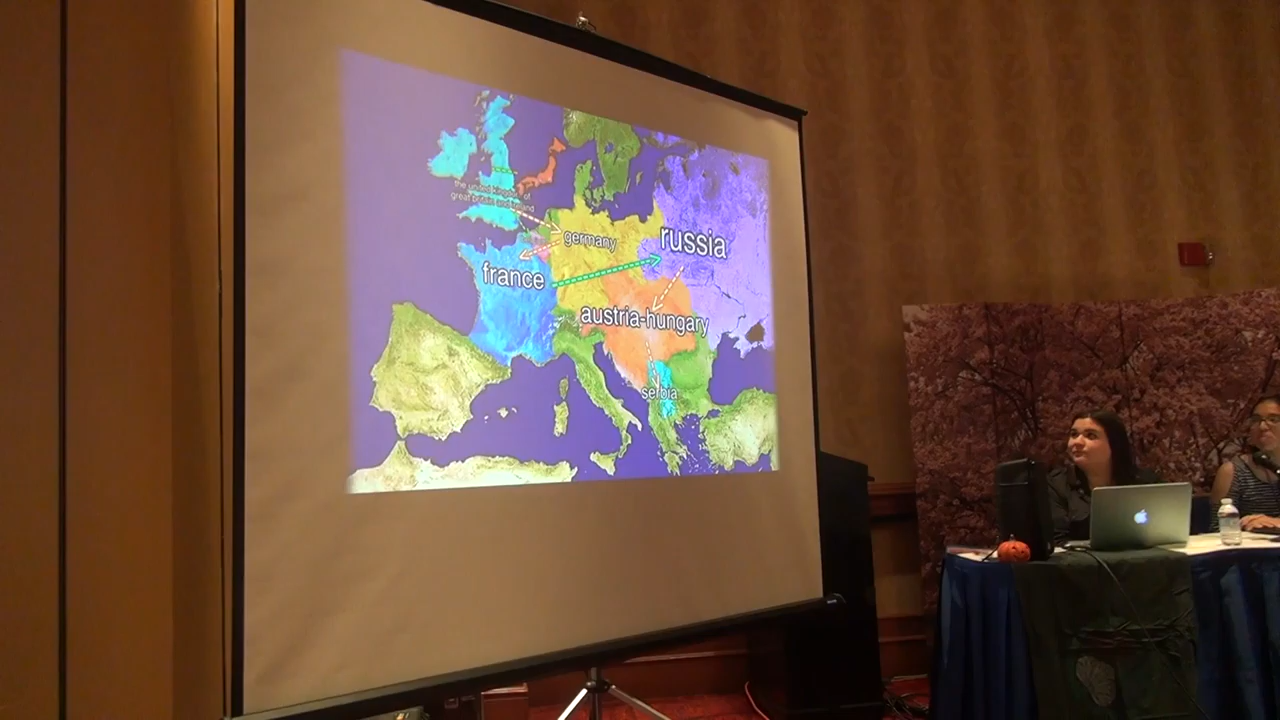 the united kingdom of
great britain and ireland
germany
russia
france
austria-hungary
serbia